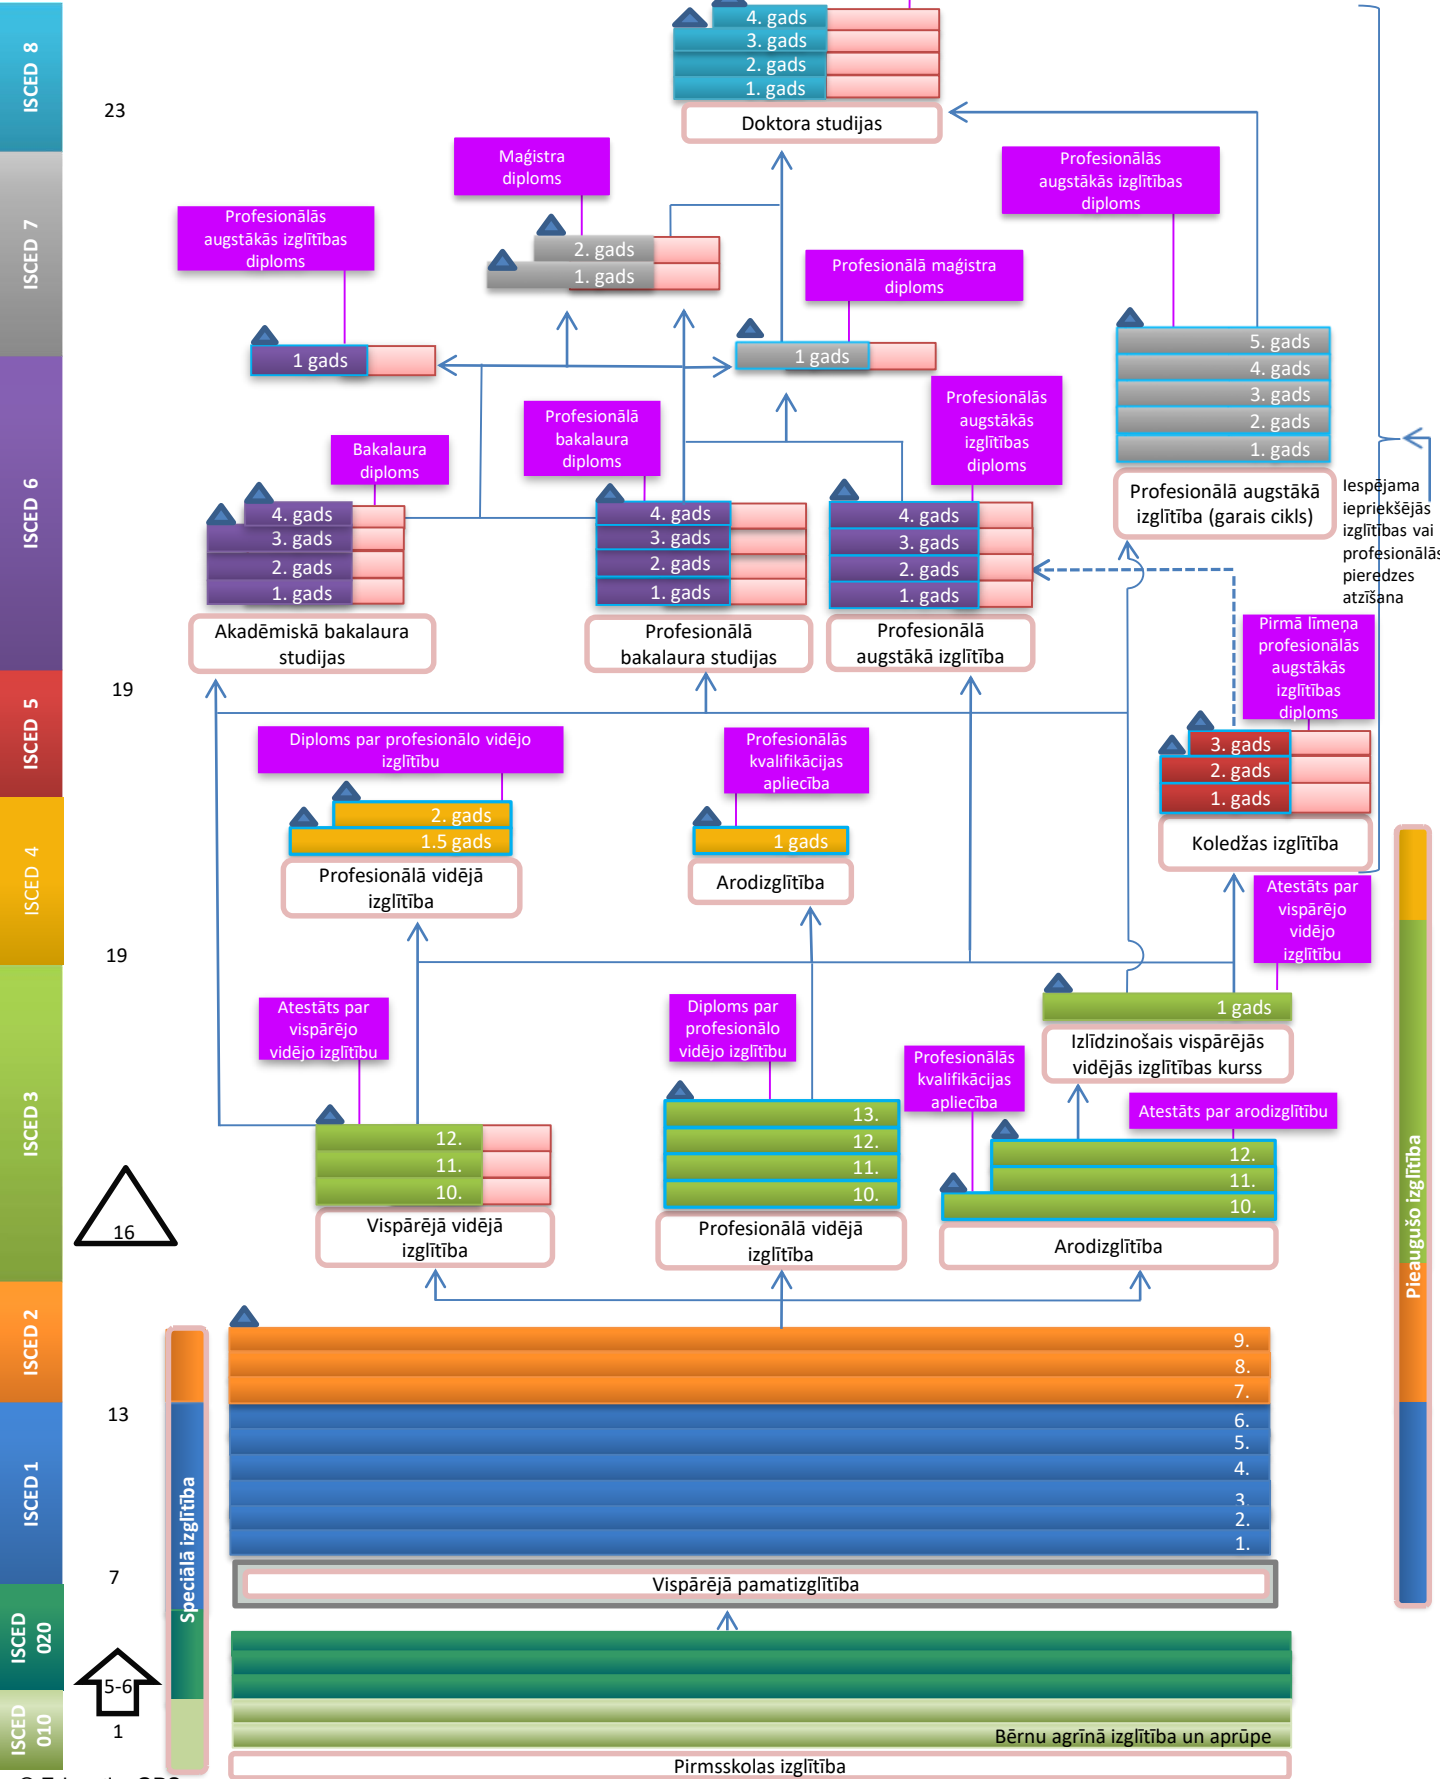 ISCED 8
23
4. gads
3. gads
2. gads
1. gads
Doktora studijas
ISCED 7
Maģistra
diploms
Profesionālās
augstākās izglītības
diploms
Profesionālās
augstākās izglītības
diploms
2. gads
1. gads
Profesionālā maģistra
diploms
1 gads
1 gads
5. gads
4. gads
3. gads
2. gads
1. gads
Profesionālā augstākā
izglītība (garais cikls)
Iespējama
iepriekšējās
izglītības vai
profesionālās
pieredzes
atzīšana
ISCED 6
Bakalaura
diploms
Profesionālā
bakalaura
diploms
Profesionālās
augstākās
izglītības
diploms
4. gads
3. gads
2. gads
1. gads
Akadēmiskā bakalaura
studijas
4. gads
3. gads
2. gads
1. gads
Profesionālā
bakalaura studijas
4. gads
3. gads
2. gads
1. gads
Profesionālā
augstākā izglītība
Pirmā līmeņa
profesionālās
augstākās
izglītības
diploms
ISCED 5
19
3. gads
2. gads
1. gads
Koledžas izglītība
Diploms par profesionālo vidējo
izglītību
2. gads
1.5 gads
Profesionālā vidējā
izglītība
Profesionālās
kvalifikācijas
apliecība
1 gads
Arodizglītība
ISCED 4
19
Atestāts par
vispārējo
vidējo
izglītību
1 gads
Izlīdzinošais vispārējās
vidējās izglītības kurss
ISCED 3
16
Atestāts par
vispārējo
vidējo izglītību
12.
11.
10.
Vispārējā vidējā
izglītība
Diploms par
profesionālo
vidējo izglītību
13.
12.
11.
10.
Profesionālā vidējā
izglītība
Profesionālās
kvalifikācijas
apliecība
Atestāts par arodizglītību
12.
11.
10.
Arodizglītība
Pieaugušo izglītība
ISCED 2
9.
8.
7.
13
ISCED 1
6.
5.
4.
3.
2.
1.
7
Speciālā izglītība
Vispārējā pamatizglītība
ISCED
020
5-6
ISCED
010
1
Bērnu agrīnā izglītība un aprūpe
Pirmsskolas izglītība